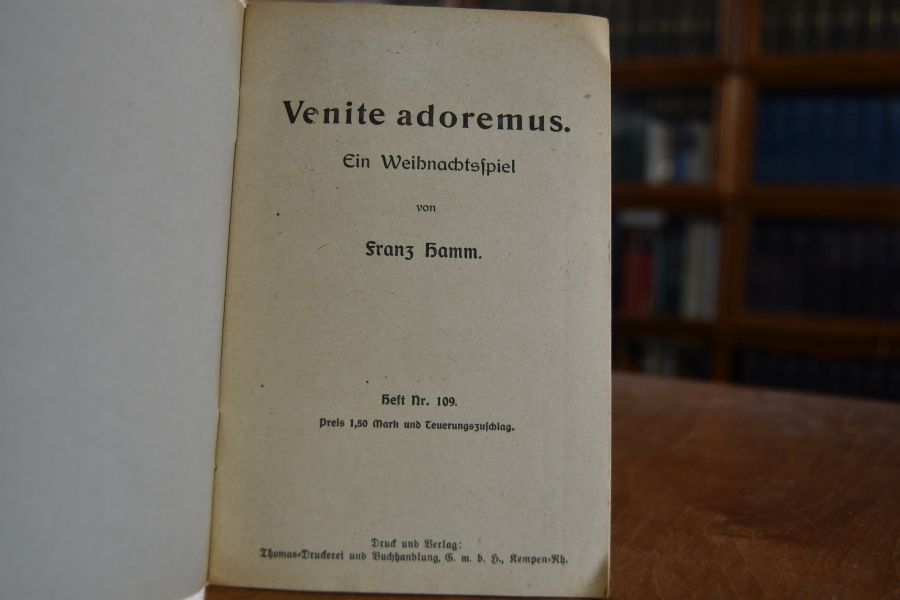 Venite adoremus.
Ein Weihnachtsſpiel
von
Franz Hamm.
Heft Nr. 109.
Preis 1,50 Mark und Teuerungszuſchlag.
Druck und Verlag:
Thomas-Druckerei und Buchhandlung, G. m. b. H., Kempen-Rh.